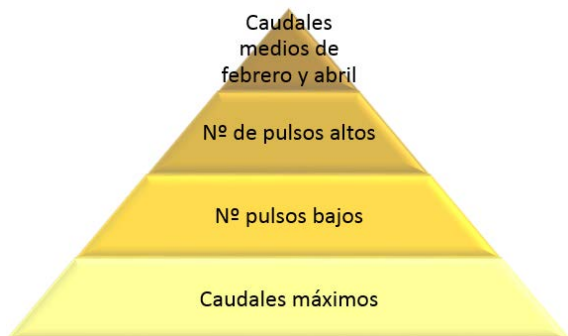 Caudales
medios de
febrero y abril
Nº de pulsos altos
Nº pulsos bajos
Caudales máximos